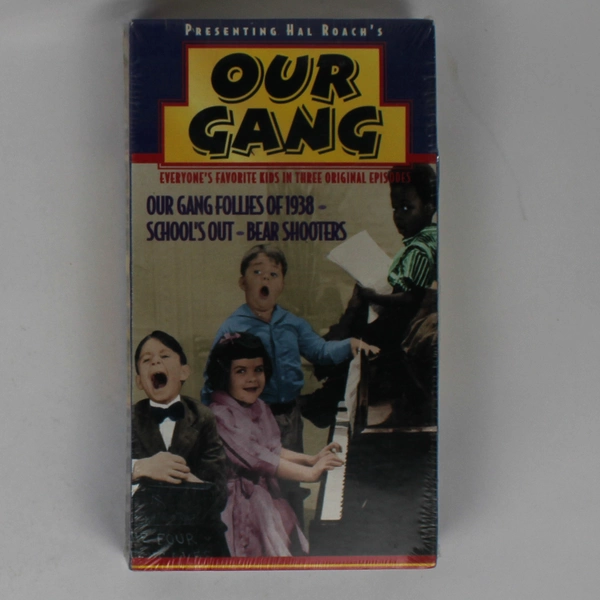 PRESENTING HAL ROACH'S
OUR
GANG
EVERYONE'S FAVORITE KIDS IN THREE ORIGINAL EPISODES
OUR GANG FOLLIES OF 1938 -
SCHOOL'S OUT - BEAR SHOOTERS
FOUR